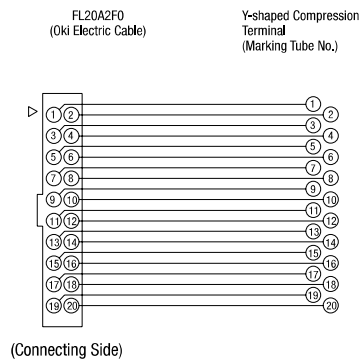 FL20A2F0
(Oki Electric Cable)
Y-shaped Compression
Terminal
(Marking Tube No.)
1 2 1 2
3 4 3 4
5 6 5 6
7 8 7 8
9 10 9 10
11 12 11 12
13 14 13 14
15 16 15 16
17 18 17 18
19 20 19 20
(Connecting Side)